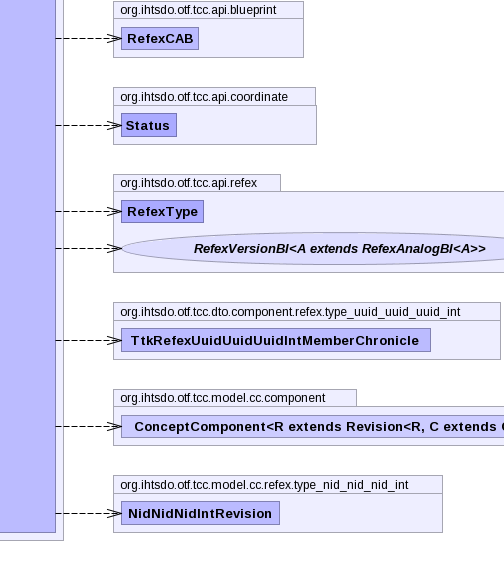 org.ihtsdo.otf.tcc.api.blueprint
RefexCAB
org.ihtsdo.otf.tcc.api.coordinate
Status
org.ihtsdo.otf.tcc.api.refex
RefexType
RefexVersionBI<A extends RefexAnalogBI<A>>
org.ihtsdo.otf.tcc.dto.component.refex.type_uuid_uuid_uuid_int
TtkRefexUuidUuidUuidIntMemberChronicle
org.ihtsdo.otf.tcc.model.cc.component
ConceptComponent<R extends Revision<R, C extends
org.ihtsdo.otf.tcc.model.cc.refex.type_nid_nid_nid_int
NidNidNidIntRevision